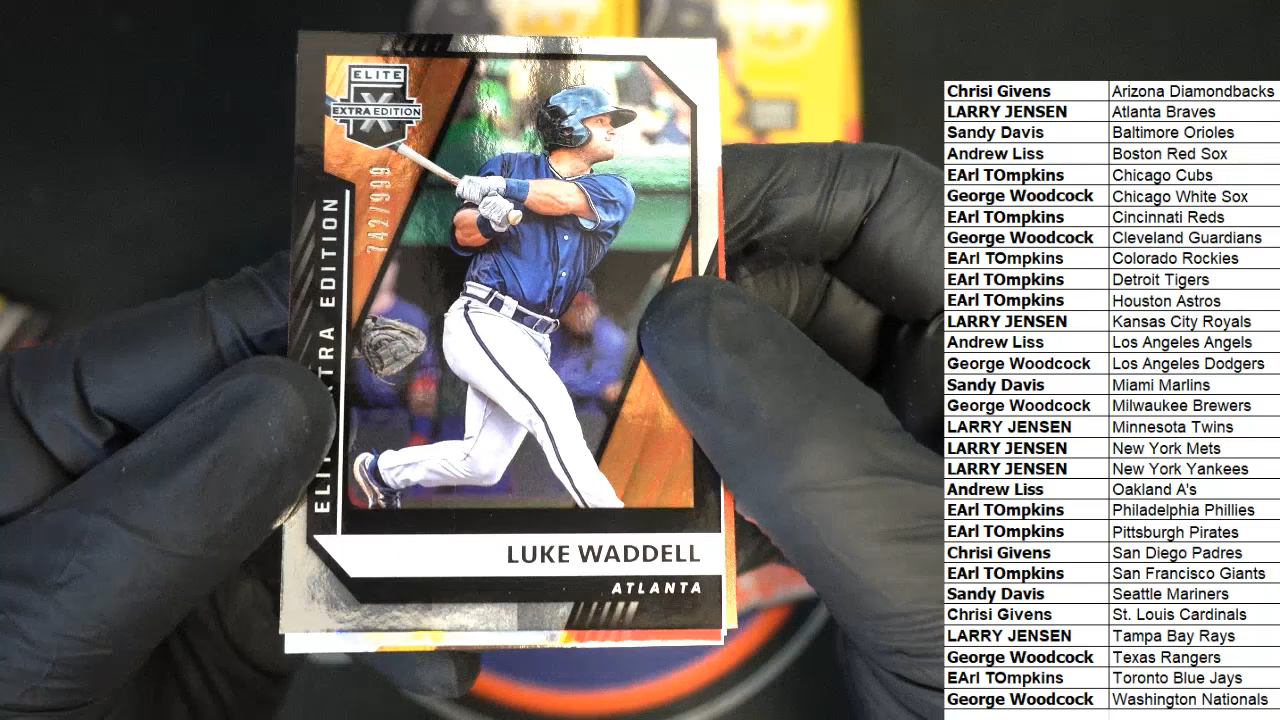 ELITE
X
EXTRA EDITION
742/999
ELITE EXTRA EDITION
LUKE WADDELL
ATLANTA
Chrisi Givens Arizona Diamondbacks
LARRY JENSEN Atlanta Braves
Sandy Davis Baltimore Orioles
Andrew Liss Boston Red Sox
EArl TOmpkins Chicago Cubs
George Woodcock Chicago White Sox
EArl TOmpkins Cincinnati Reds
George Woodcock Cleveland Guardians
EArl TOmpkins Colorado Rockies
EArl TOmpkins Detroit Tigers
EArl TOmpkins Houston Astros
LARRY JENSEN Kansas City Royals
Andrew Liss Los Angeles Angels
George Woodcock Los Angeles Dodgers
Sandy Davis Miami Marlins
George Woodcock Milwaukee Brewers
LARRY JENSEN Minnesota Twins
LARRY JENSEN New York Mets
LARRY JENSEN New York Yankees
Andrew Liss Oakland A's
EArl TOmpkins Philadelphia Phillies
EArl TOmpkins Pittsburgh Pirates
Chrisi Givens San Diego Padres
EArl TOmpkins San Francisco Giants
Sandy Davis Seattle Mariners
Chrisi Givens St. Louis Cardinals
LARRY JENSEN Tampa Bay Rays
George Woodcock Texas Rangers
EArl TOmpkins Toronto Blue Jays
George Woodcock Washington Nationals